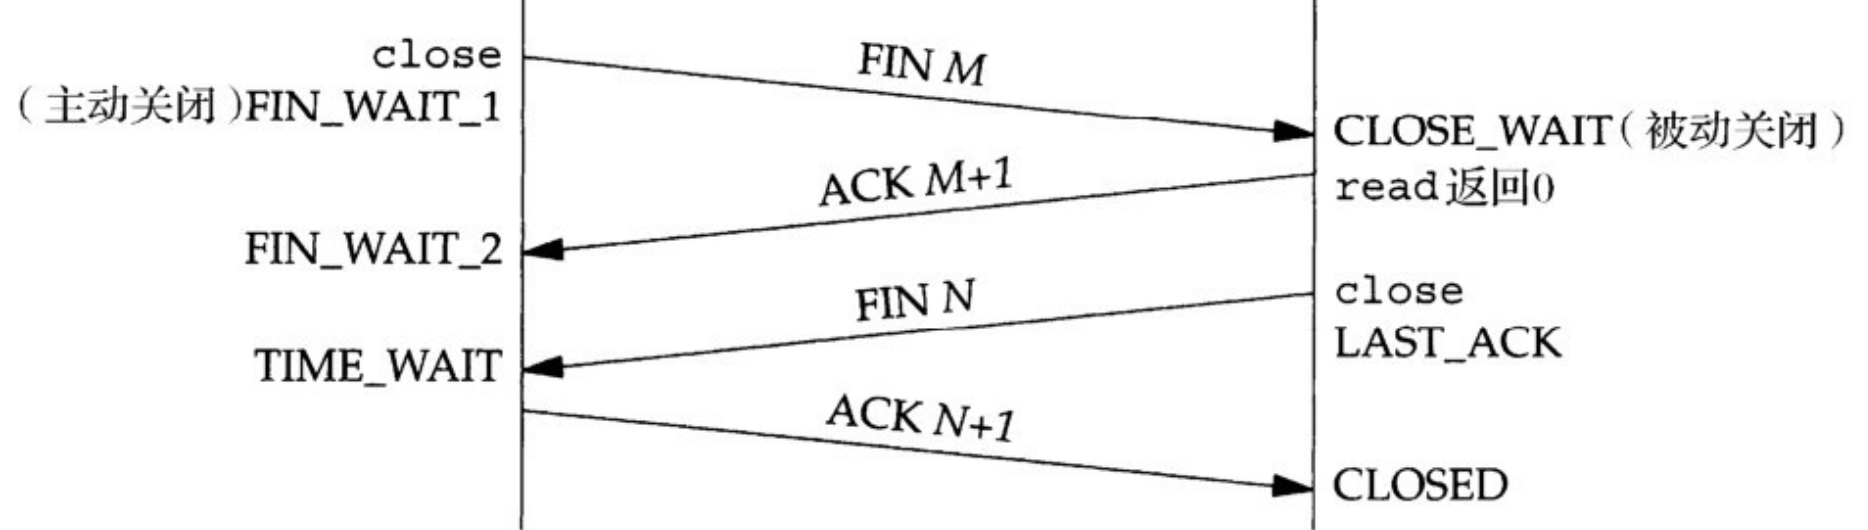 close
FIN M
（主动关闭）FIN_WAIT_1
CLOSE_WAIT（被动关闭）
ACK M+1
read返回0
FIN_WAIT_2
FIN N
close
LAST_ACK
TIME_WAIT
ACK N+1
CLOSED